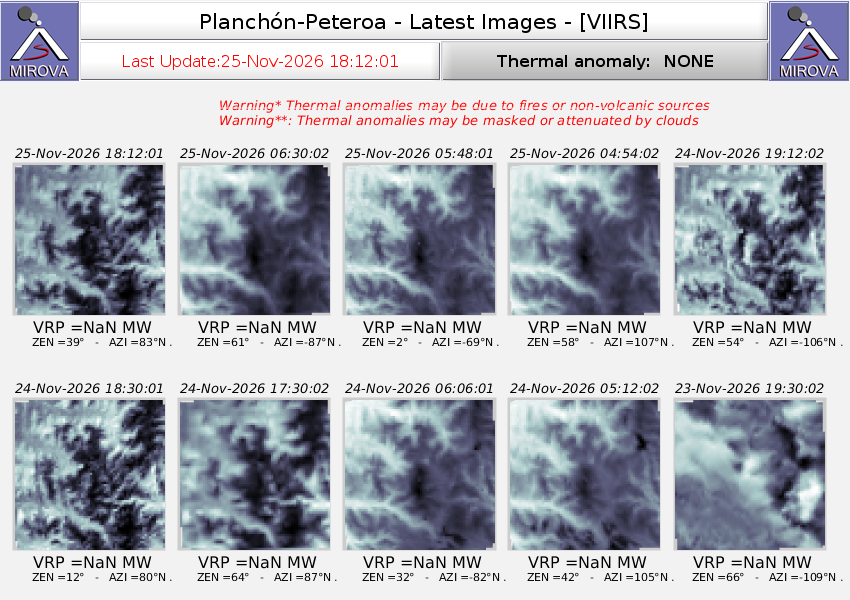 Planchón-Peteroa - Latest Images - [VIIRS]
MIROVA
Last Update:25-Nov-2026 18:12:01
Thermal anomaly: NONE
MIROVA
Warning* Thermal anomalies may be due to fires or non-volcanic sources
Warning**: Thermal anomalies may be masked or attenuated by clouds
25-Nov-2026 18:12:01 25-Nov-2026 06:30:02 25-Nov-2026 05:48:01 25-Nov-2026 04:54:02 24-Nov-2026 19:12:02
VRP =NaN MW VRP =NaN MW VRP =NaN MW VRP =NaN MW VRP =NaN MW
ZEN =39° - AZI =83°N . ZEN =61° - AZI =-87°N . ZEN =2° - AZI =-69°N . ZEN =58° - AZI =107°N . ZEN =54° - AZI =-106°N .
24-Nov-2026 18:30:01 24-Nov-2026 17:30:02 24-Nov-2026 06:06:01 24-Nov-2026 05:12:02 23-Nov-2026 19:30:02
VRP =NaN MW VRP =NaN MW VRP =NaN MW VRP =NaN MW VRP =NaN MW
ZEN =12° - AZI =80°N . ZEN =64° - AZI =87°N . ZEN =32° - AZI =-82°N . ZEN =42° - AZI =105°N . ZEN =66° - AZI =-109°N .